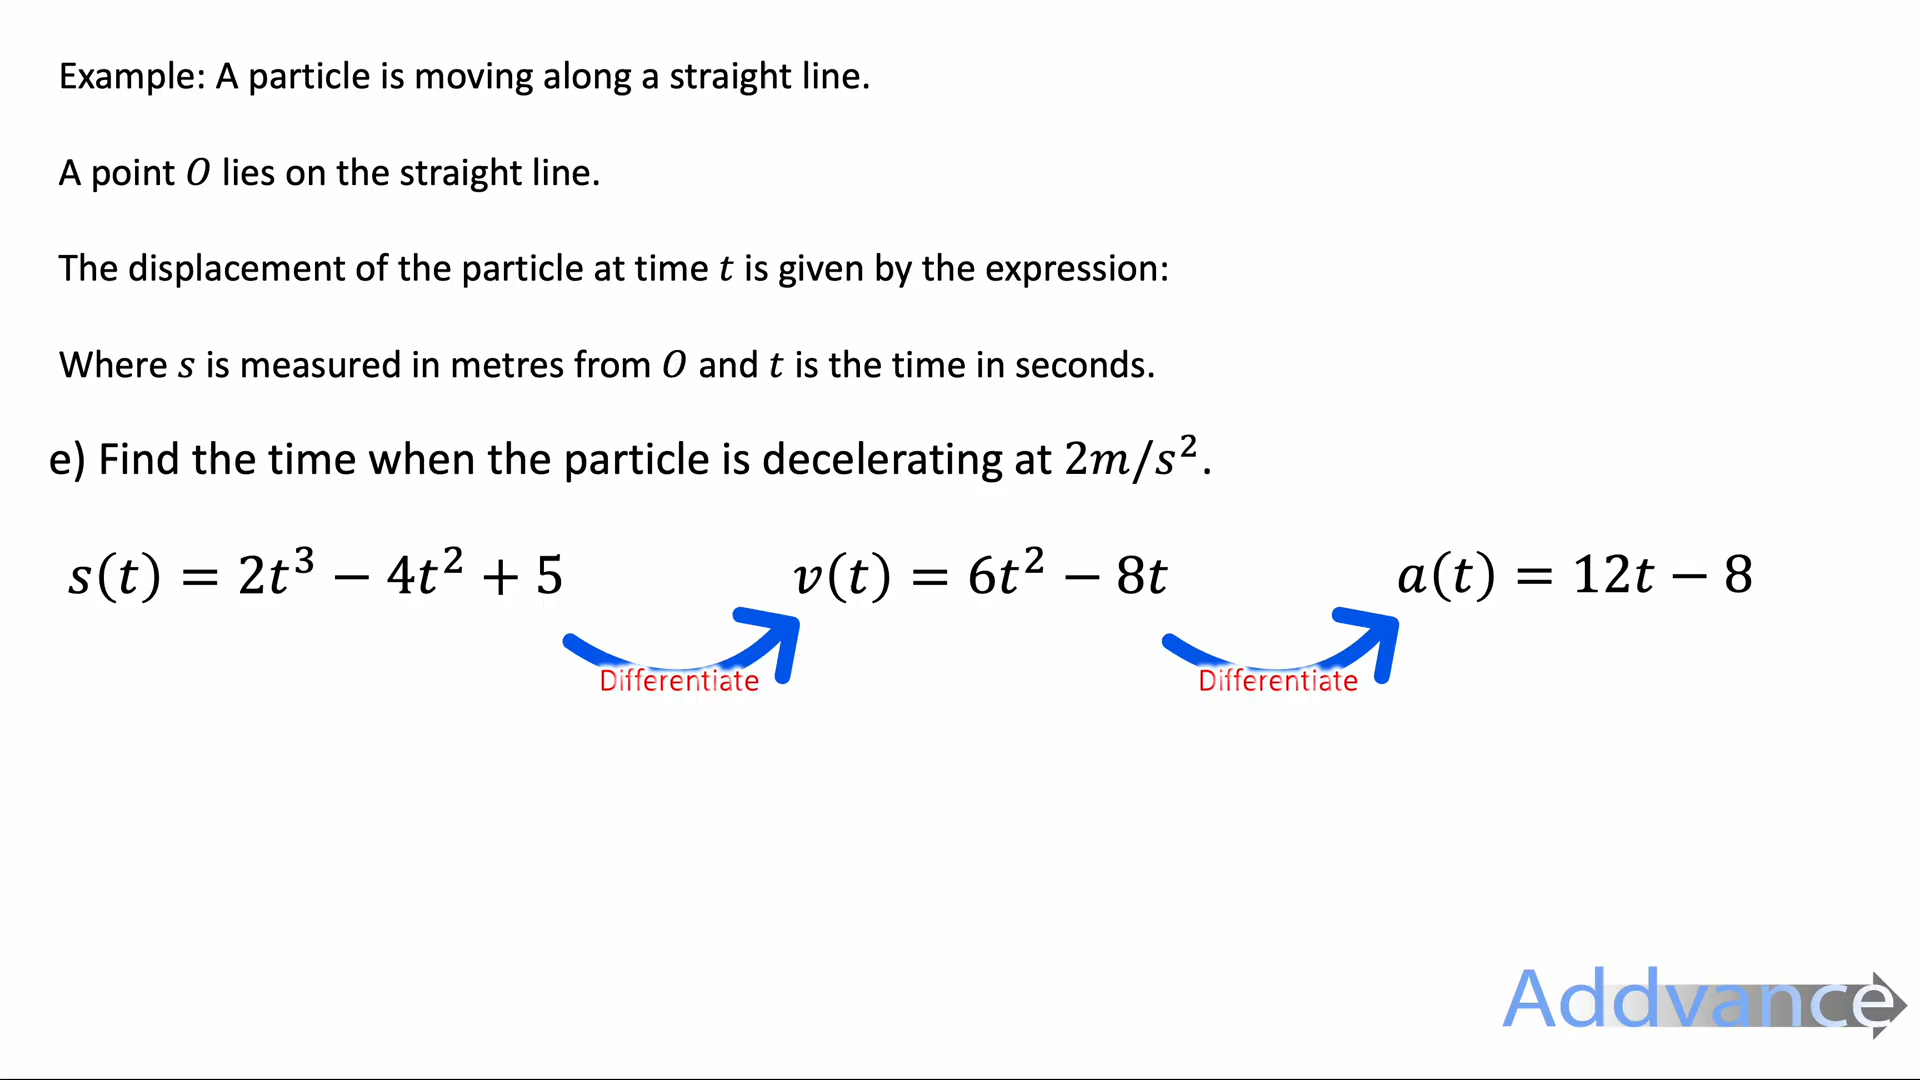 Example: A particle is moving along a straight line.
A point O lies on the straight line.
The displacement of the particle at time t is given by the expression:
Where s is measured in metres from O and t is the time in seconds.
e) Find the time when the particle is decelerating at 2m/s².
s(t) = 2t³ − 4t² + 5
v(t) = 6t² − 8t
a(t) = 12t − 8
Differentiate
Differentiate
Addvance